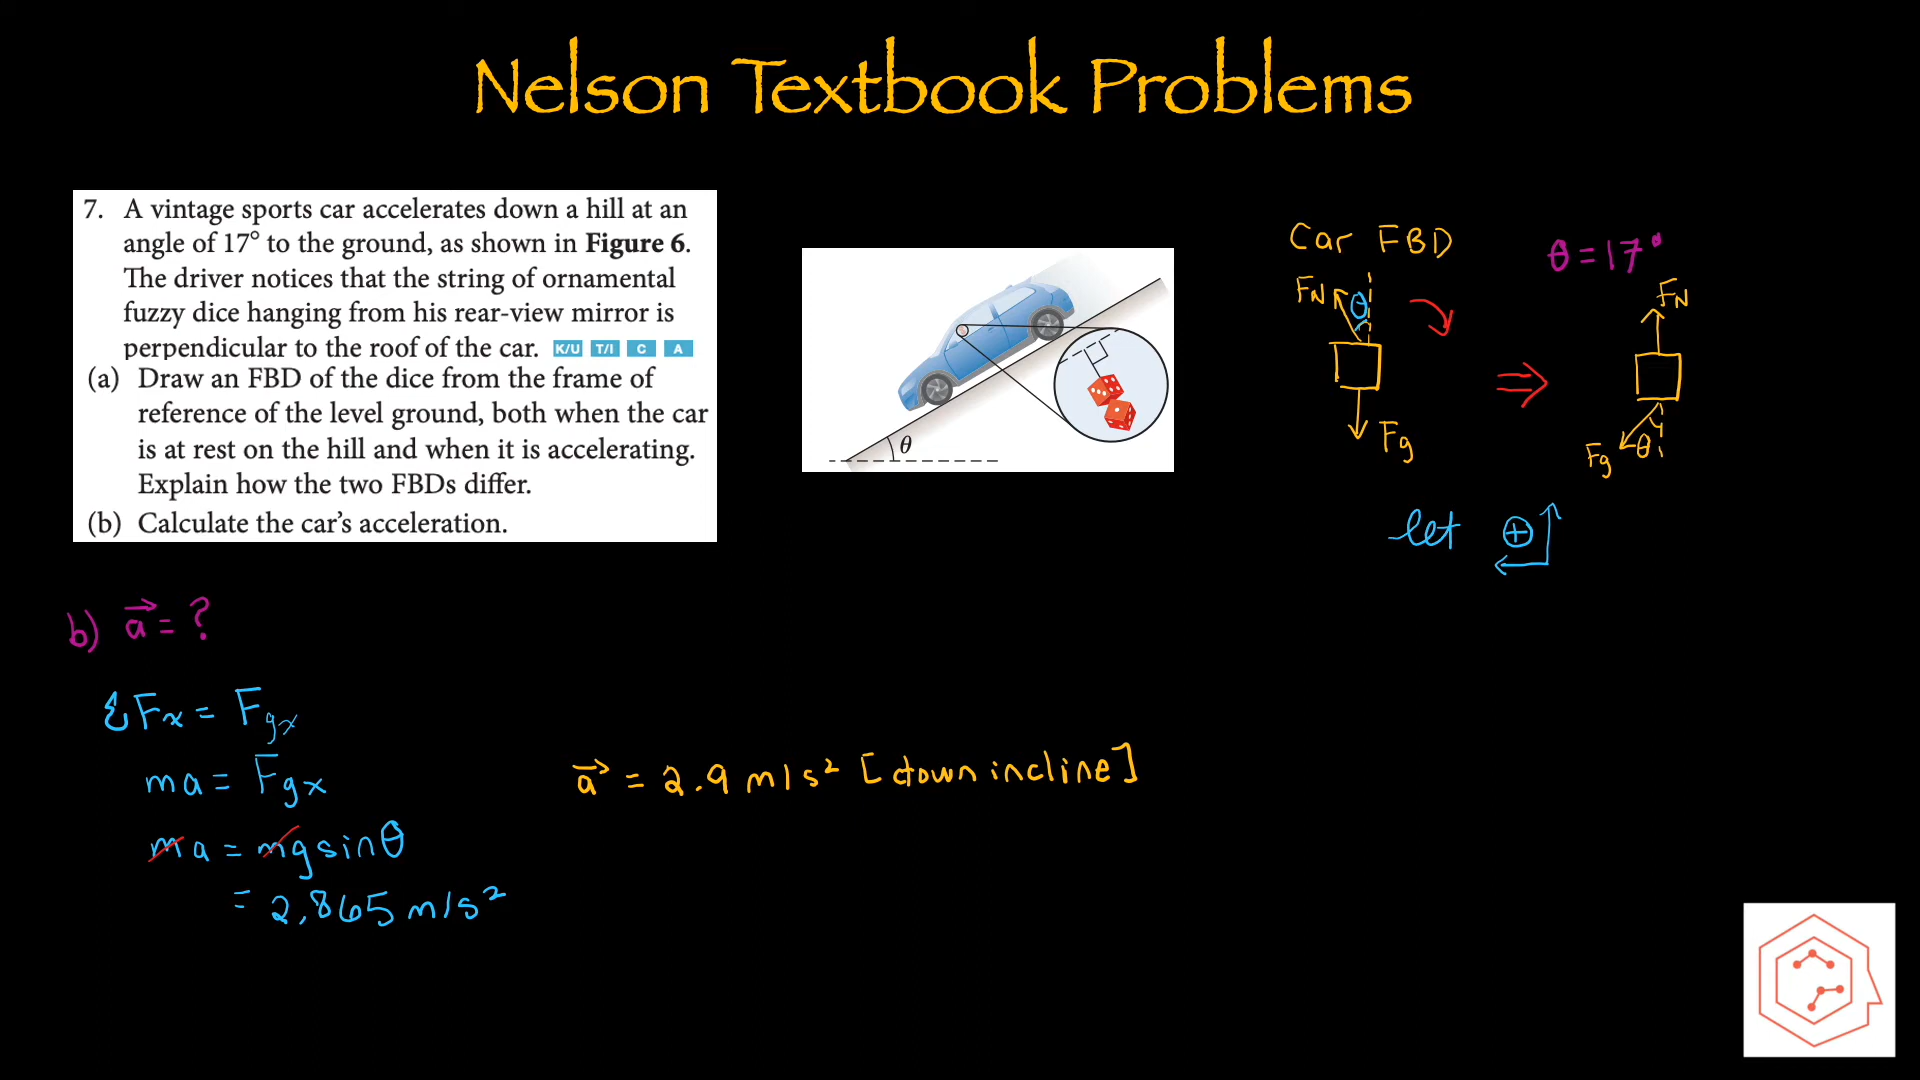 Nelson Textbook Problems
7. A vintage sports car accelerates down a hill at an
angle of 17° to the ground, as shown in Figure 6.
The driver notices that the string of ornamental
fuzzy dice hanging from his rear-view mirror is
perpendicular to the roof of the car. K/U T/I C A
(a) Draw an FBD of the dice from the frame of
reference of the level ground, both when the car
is at rest on the hill and when it is accelerating.
Explain how the two FBDs differ.
(b) Calculate the car's acceleration.
θ
Car FBD
θ = 17°
FN θ
Fg
⇒
FN
Fg θ
let ⊕
b) a⃗ = ?
ΣFx = Fgx
ma = Fgx
ma = mg sinθ
= 2.865 m/s²
a⃗ = 2.9 m/s² [down incline]